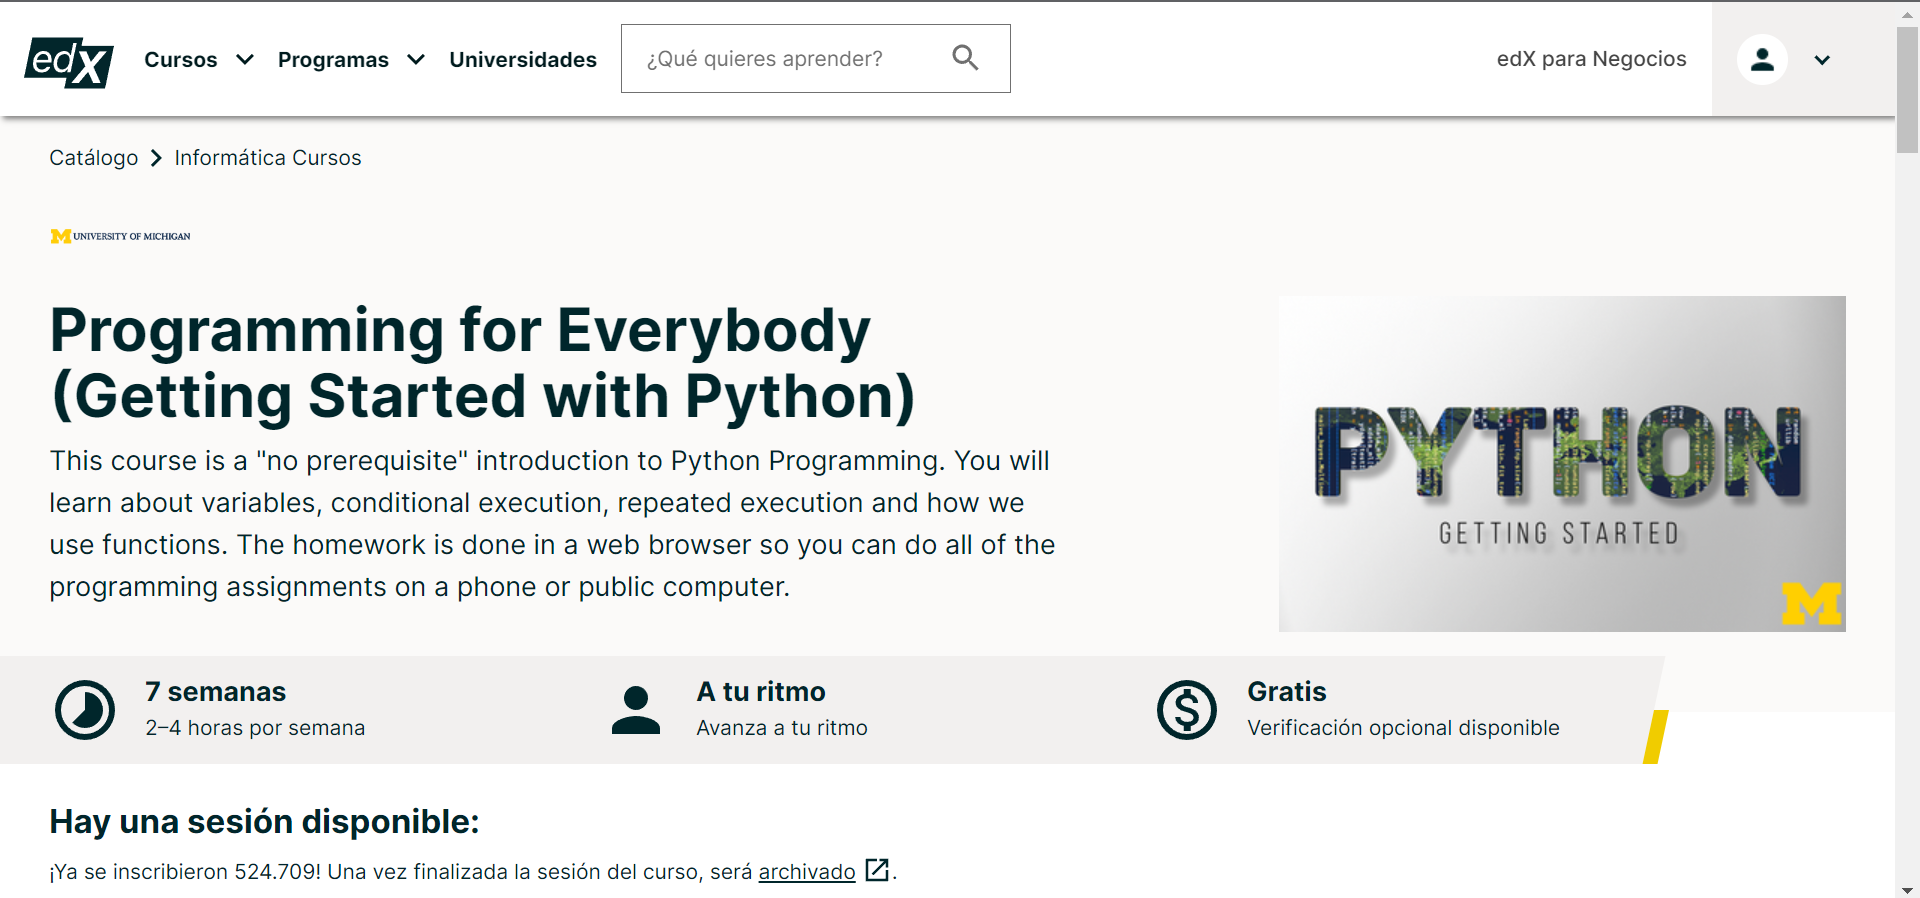 edX Cursos Programas Universidades ¿Qué quieres aprender? edX para Negocios
Catálogo Informática Cursos
M UNIVERSITY OF MICHIGAN
Programming for Everybody
(Getting Started with Python)
This course is a "no prerequisite" introduction to Python Programming. You will
learn about variables, conditional execution, repeated execution and how we
use functions. The homework is done in a web browser so you can do all of the
programming assignments on a phone or public computer.
PYTHON
GETTING STARTED
M
7 semanas
2–4 horas por semana
A tu ritmo
Avanza a tu ritmo
Gratis
Verificación opcional disponible
Hay una sesión disponible:
¡Ya se inscribieron 524.709! Una vez finalizada la sesión del curso, será archivado .